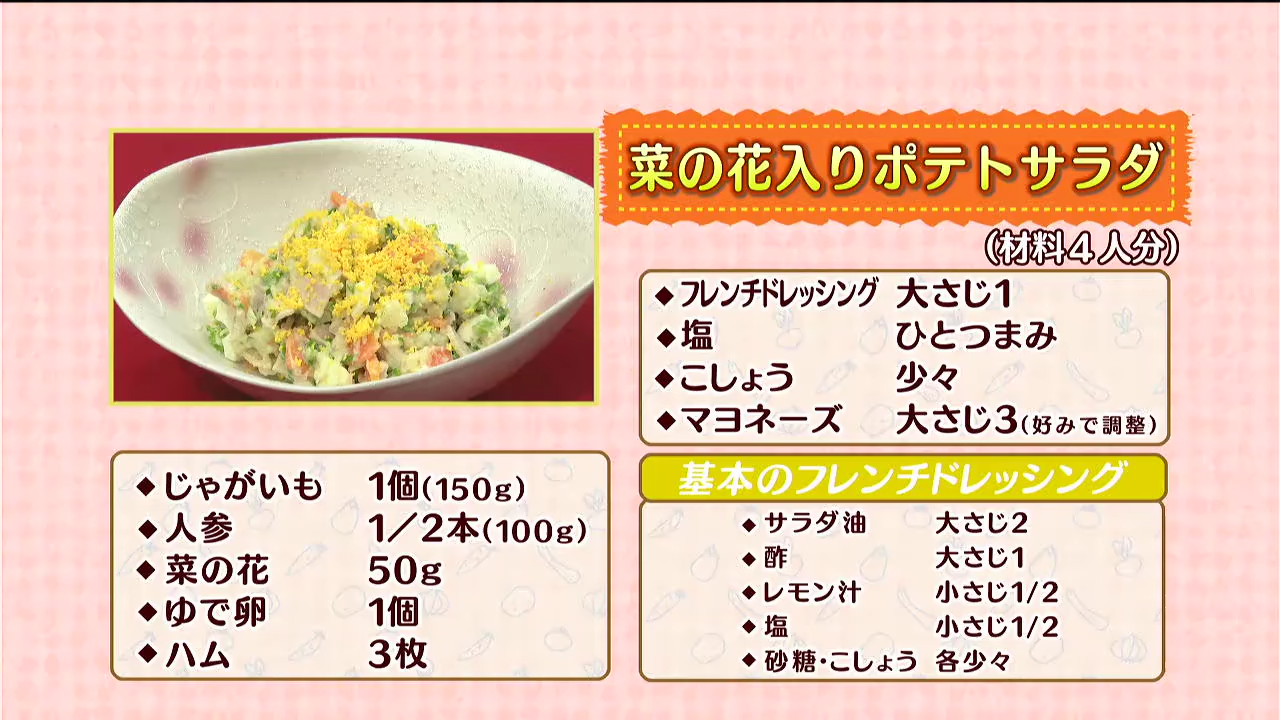 菜の花入りポテトサラダ
(材料4人分)
◆じゃがいも 1個(150g)
◆人参 1/2本(100g)
◆菜の花 50g
◆ゆで卵 1個
◆ハム 3枚
◆フレンチドレッシング 大さじ1
◆塩 ひとつまみ
◆こしょう 少々
◆マヨネーズ 大さじ3(好みで調整)
基本のフレンチドレッシング
◆サラダ油 大さじ2
◆酢 大さじ1
◆レモン汁 小さじ1/2
◆塩 小さじ1/2
◆砂糖・こしょう 各少々